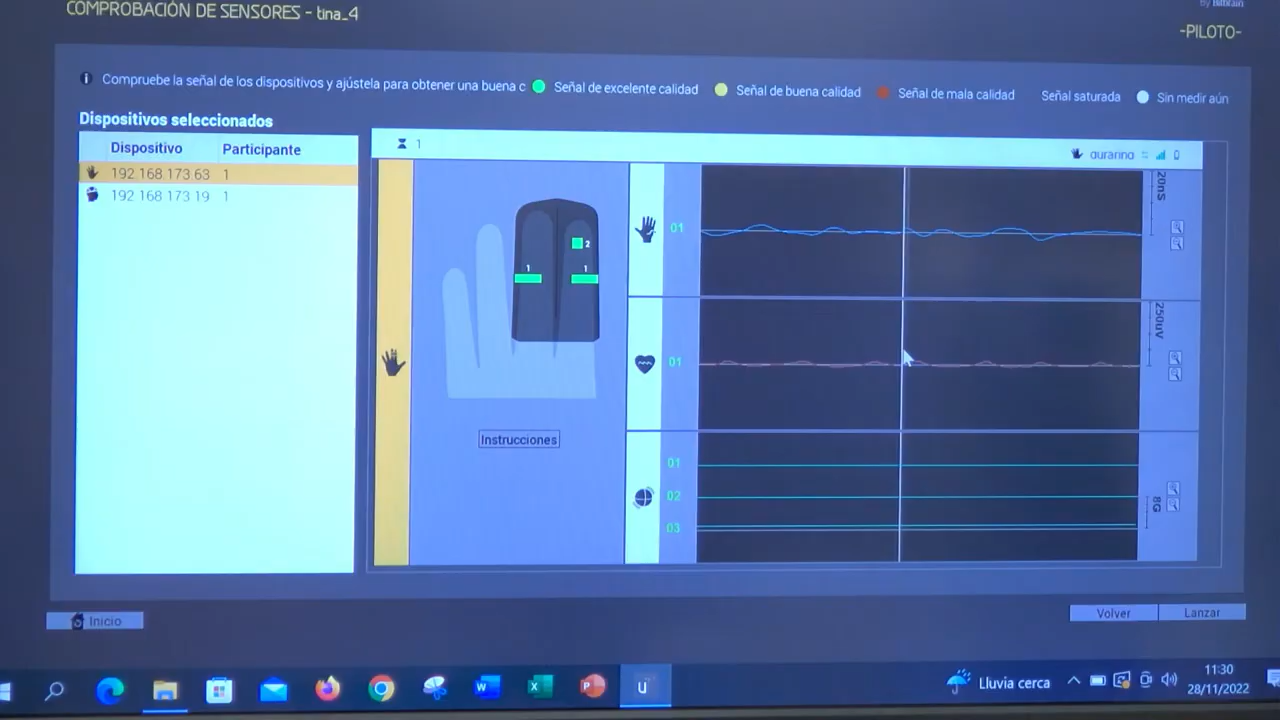 COMPROBACIÓN DE SENSORES - tina_4
by Bitbrain
-PILOTO-
i Compruebe la señal de los dispositivos y ajústela para obtener una buena c
Señal de excelente calidad
Señal de buena calidad
Señal de mala calidad
Señal saturada
Sin medir aún
Dispositivos seleccionados
Dispositivo Participante
192.168.173.63 1
192.168.173.19 1
1
auraring
2
1 1
Instrucciones
01
20nS
01
250uV
01
02
03
8G
Inicio
Volver
Lanzar
Lluvia cerca
11:30
28/11/2022